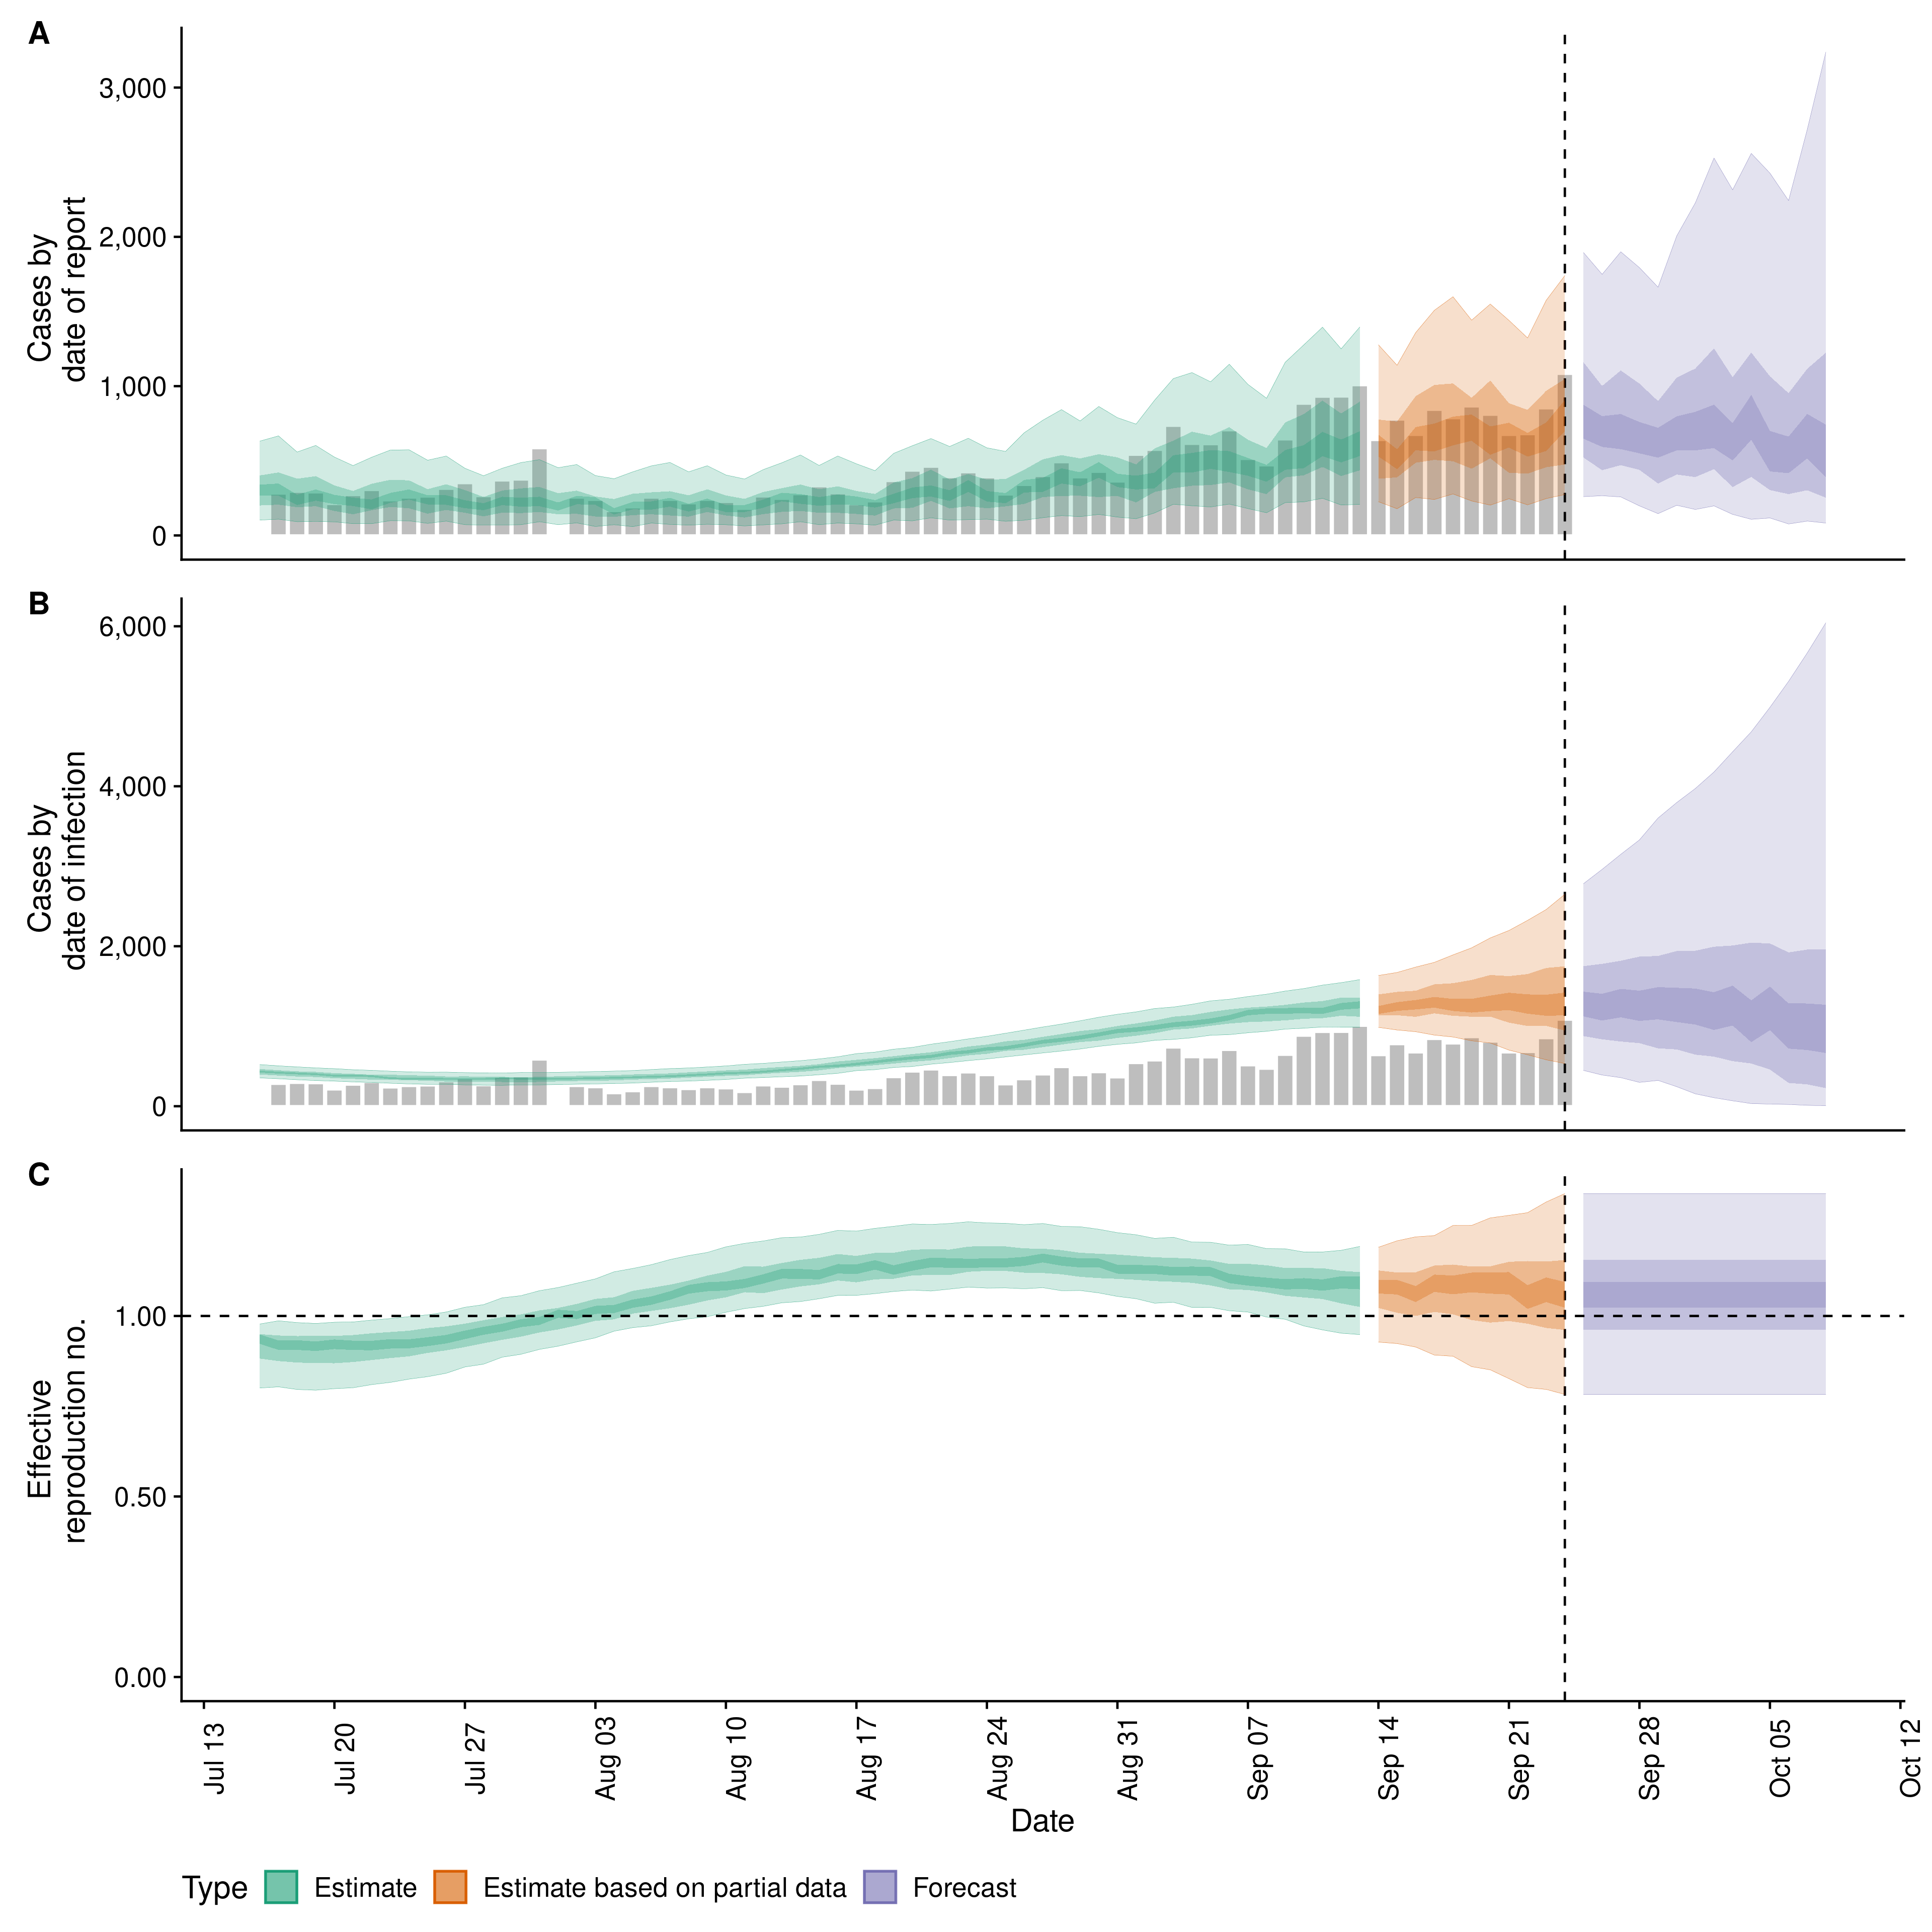 A
Cases by
date of report
3,000
2,000
1,000
0
B
Cases by
date of infection
6,000
4,000
2,000
0
C
Effective
reproduction no.
1.00
0.50
0.00
Jul 13
Jul 20
Jul 27
Aug 03
Aug 10
Aug 17
Aug 24
Aug 31
Sep 07
Sep 14
Sep 21
Sep 28
Oct 05
Oct 12
Date
Type Estimate Estimate based on partial data Forecast